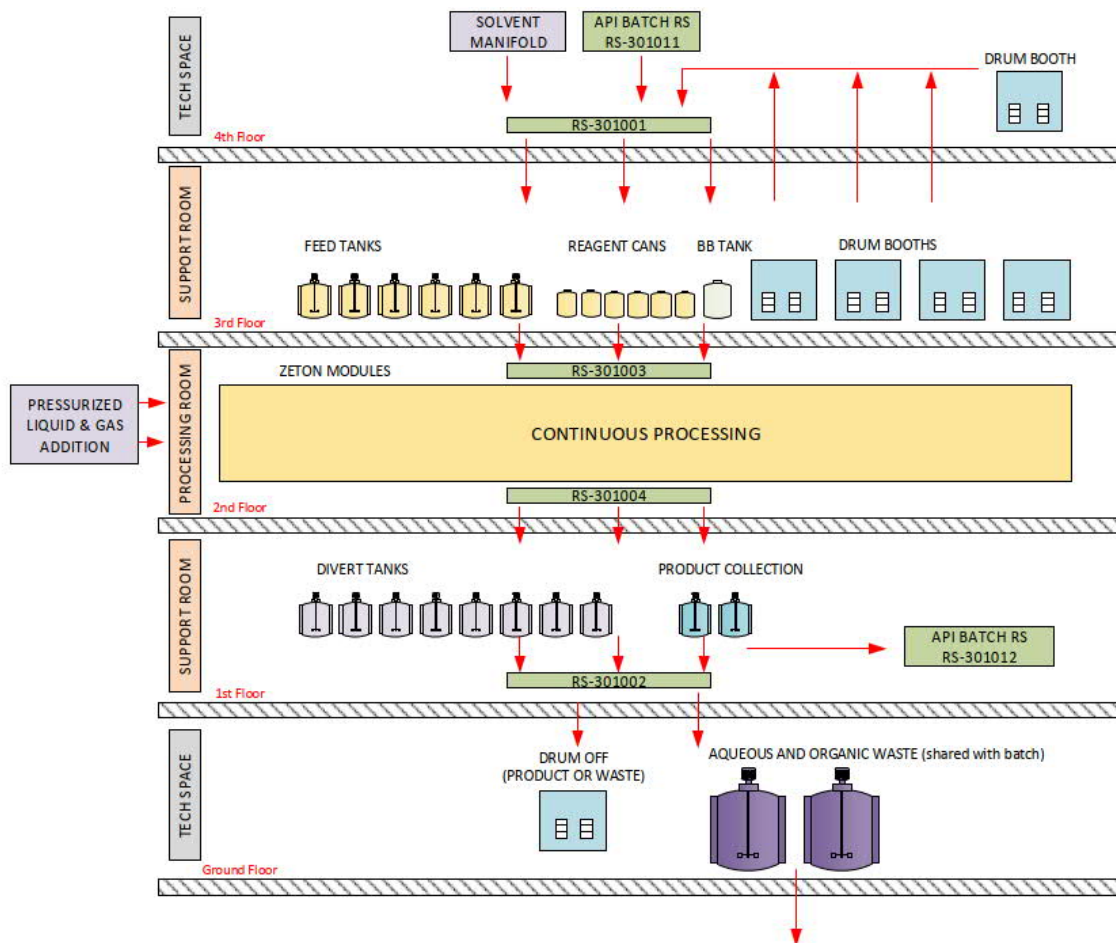 TECH SPACE
SOLVENT
MANIFOLD
API BATCH RS
RS-301011
DRUM BOOTH
RS-301001
4th Floor
SUPPORT ROOM
FEED TANKS
REAGENT CANS
BB TANK
DRUM BOOTHS
3rd Floor
PROCESSING ROOM
ZETON MODULES
RS-301003
PRESSURIZED
LIQUID & GAS
ADDITION
CONTINUOUS PROCESSING
RS-301004
2nd Floor
SUPPORT ROOM
DIVERT TANKS
PRODUCT COLLECTION
API BATCH RS
RS-301012
RS-301002
1st Floor
TECH SPACE
DRUM OFF
(PRODUCT OR WASTE)
AQUEOUS AND ORGANIC WASTE (shared with batch)
Ground Floor